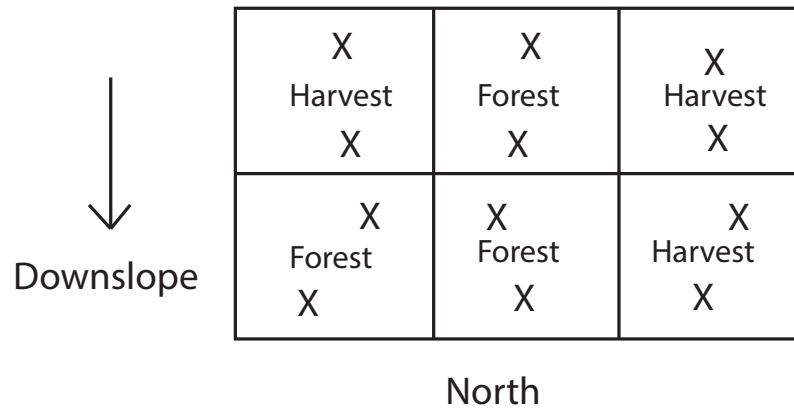 X X X
Harvest Forest Harvest
X X X
X X X
Forest Forest Harvest
X X X
Downslope
North